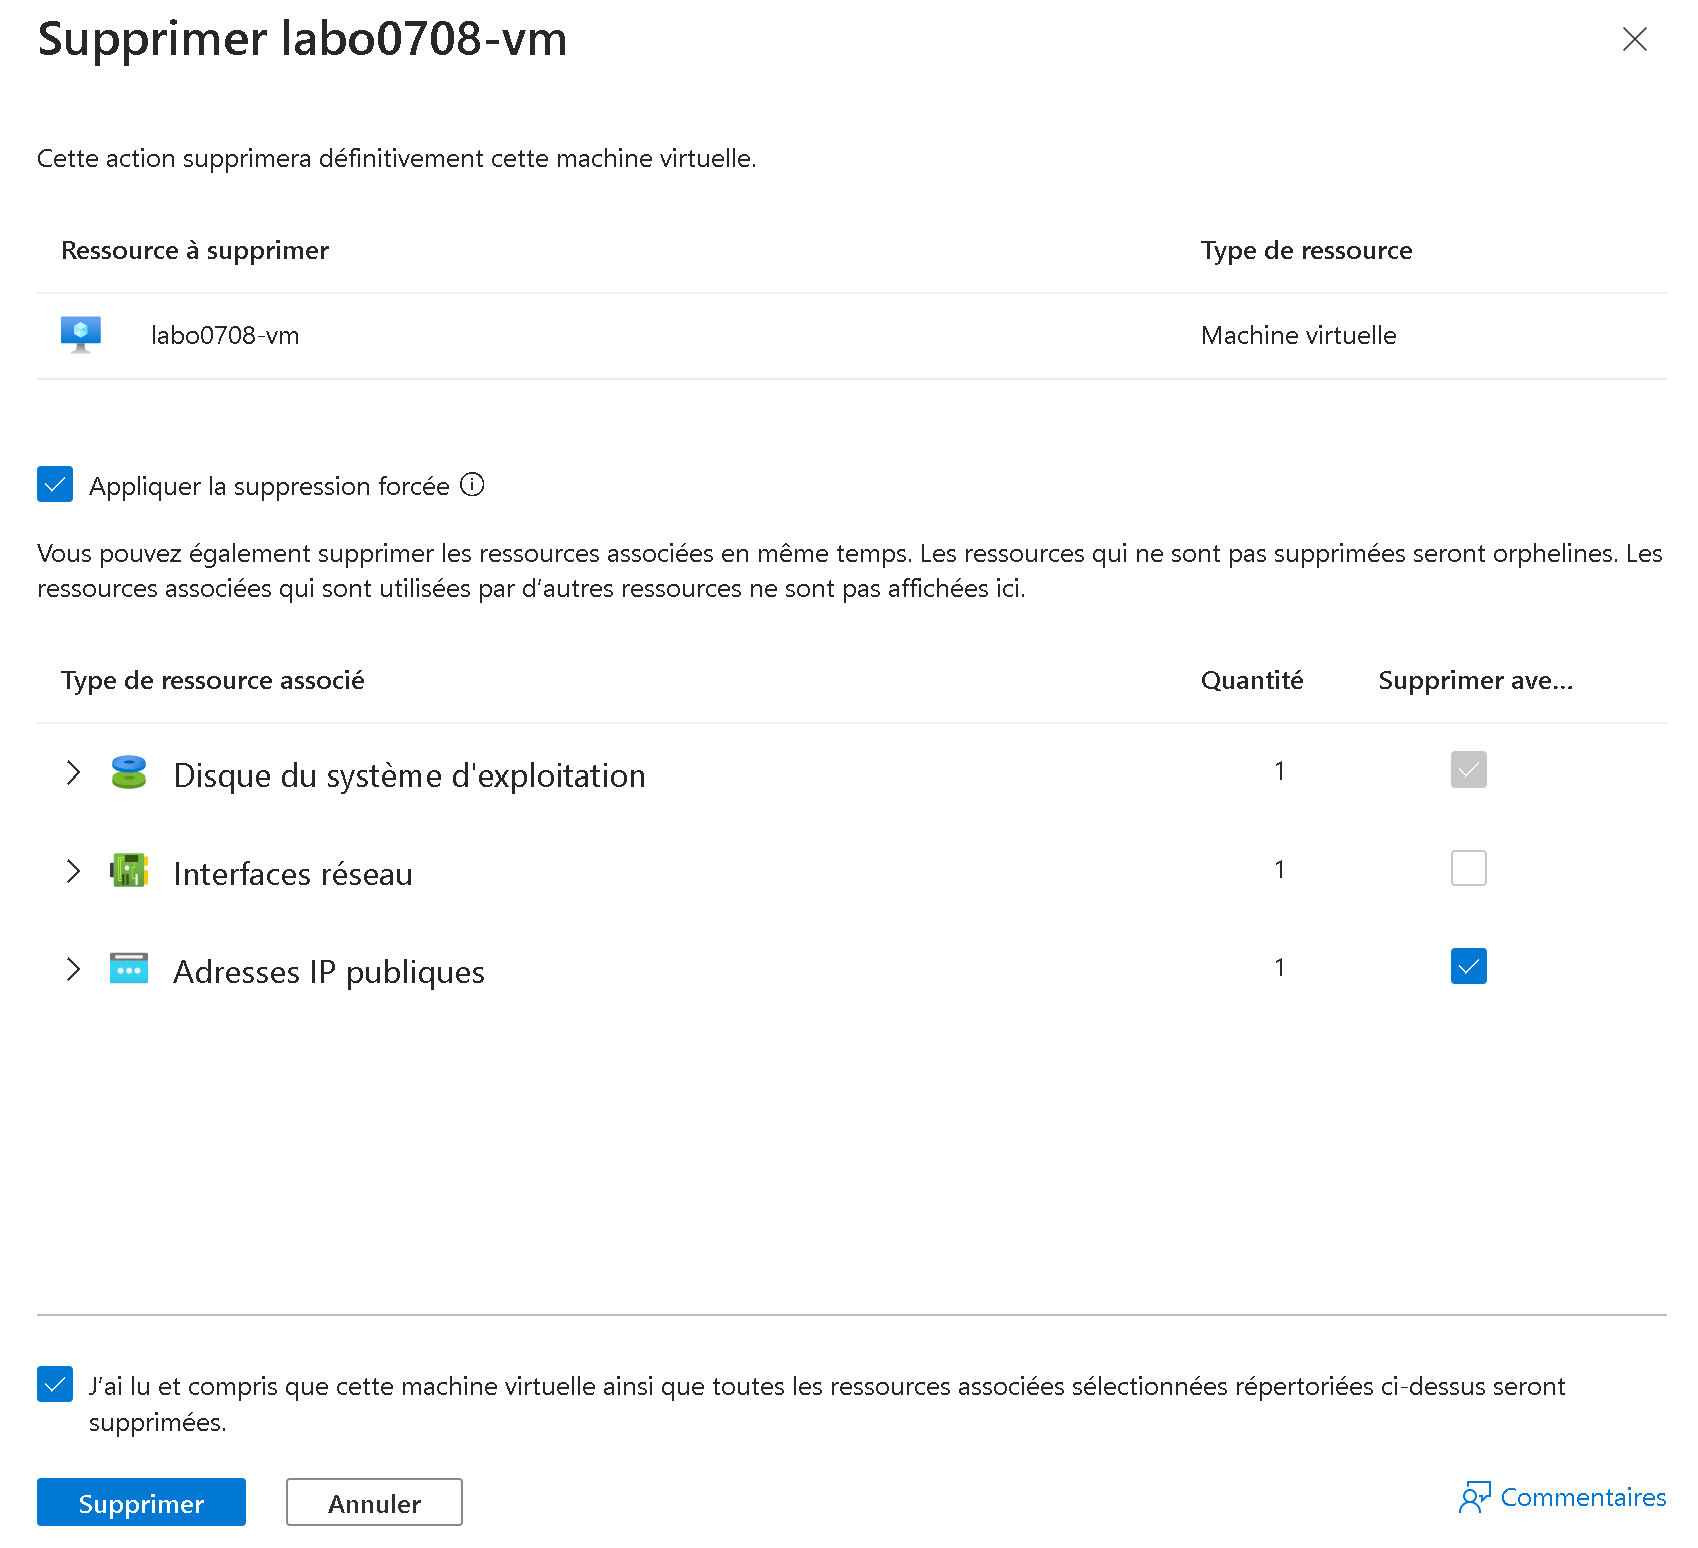 Supprimer labo0708-vm
Cette action supprimera définitivement cette machine virtuelle.
Ressource à supprimer Type de ressource
labo0708-vm Machine virtuelle
Appliquer la suppression forcée
Vous pouvez également supprimer les ressources associées en même temps. Les ressources qui ne sont pas supprimées seront orphelines. Les
ressources associées qui sont utilisées par d’autres ressources ne sont pas affichées ici.
Type de ressource associé Quantité Supprimer ave...
Disque du système d'exploitation 1
Interfaces réseau 1
Adresses IP publiques 1
J’ai lu et compris que cette machine virtuelle ainsi que toutes les ressources associées sélectionnées répertoriées ci-dessus seront
supprimées.
Supprimer Annuler Commentaires